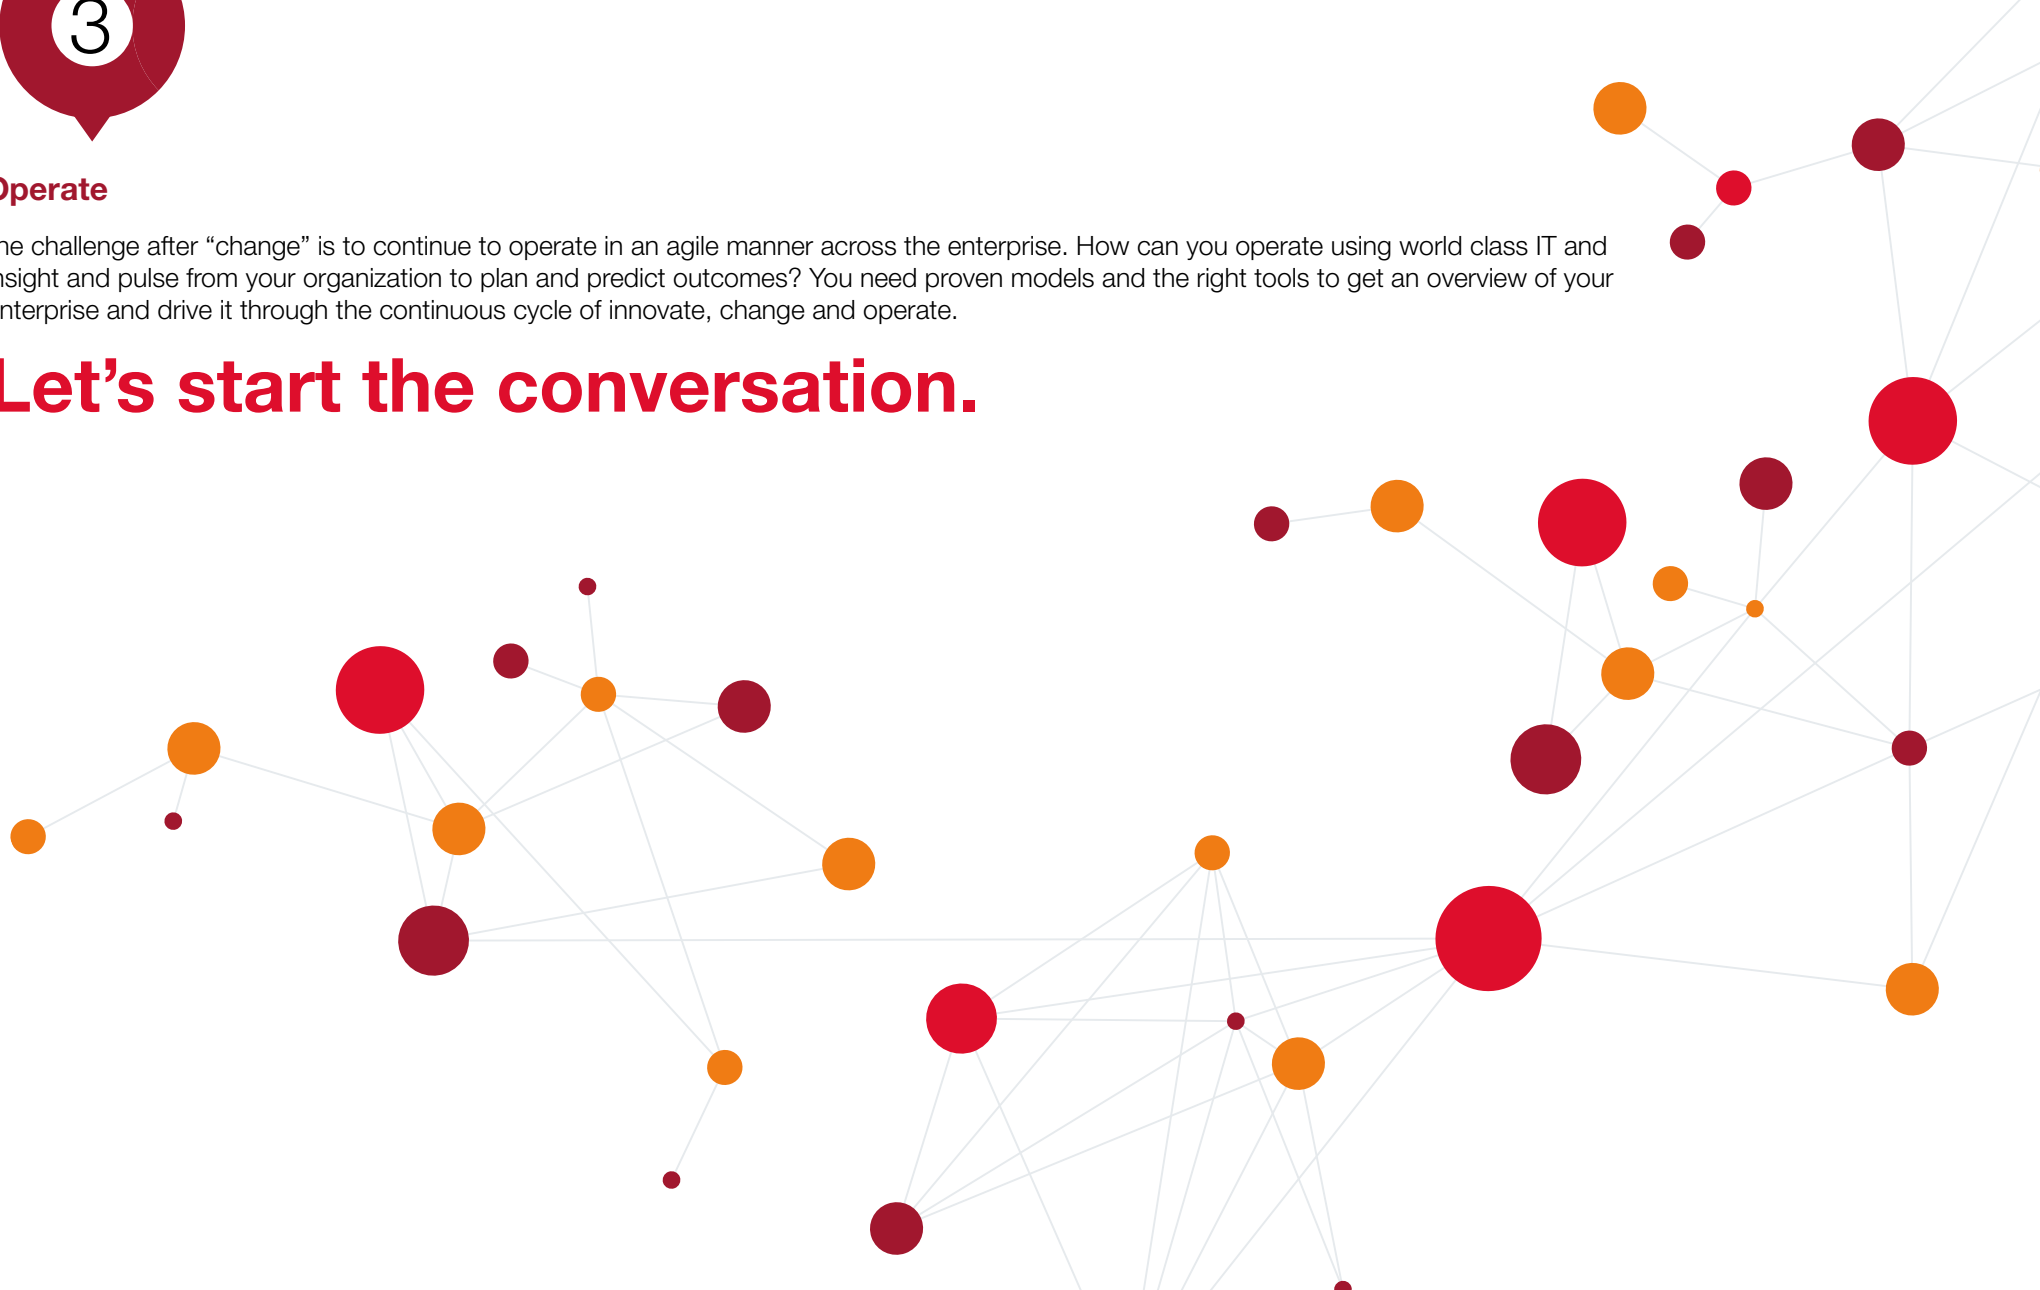 3
Operate
he challenge after “change” is to continue to operate in an agile manner across the enterprise. How can you operate using world class IT and
nsight and pulse from your organization to plan and predict outcomes? You need proven models and the right tools to get an overview of your
nterprise and drive it through the continuous cycle of innovate, change and operate.
Let’s start the conversation.